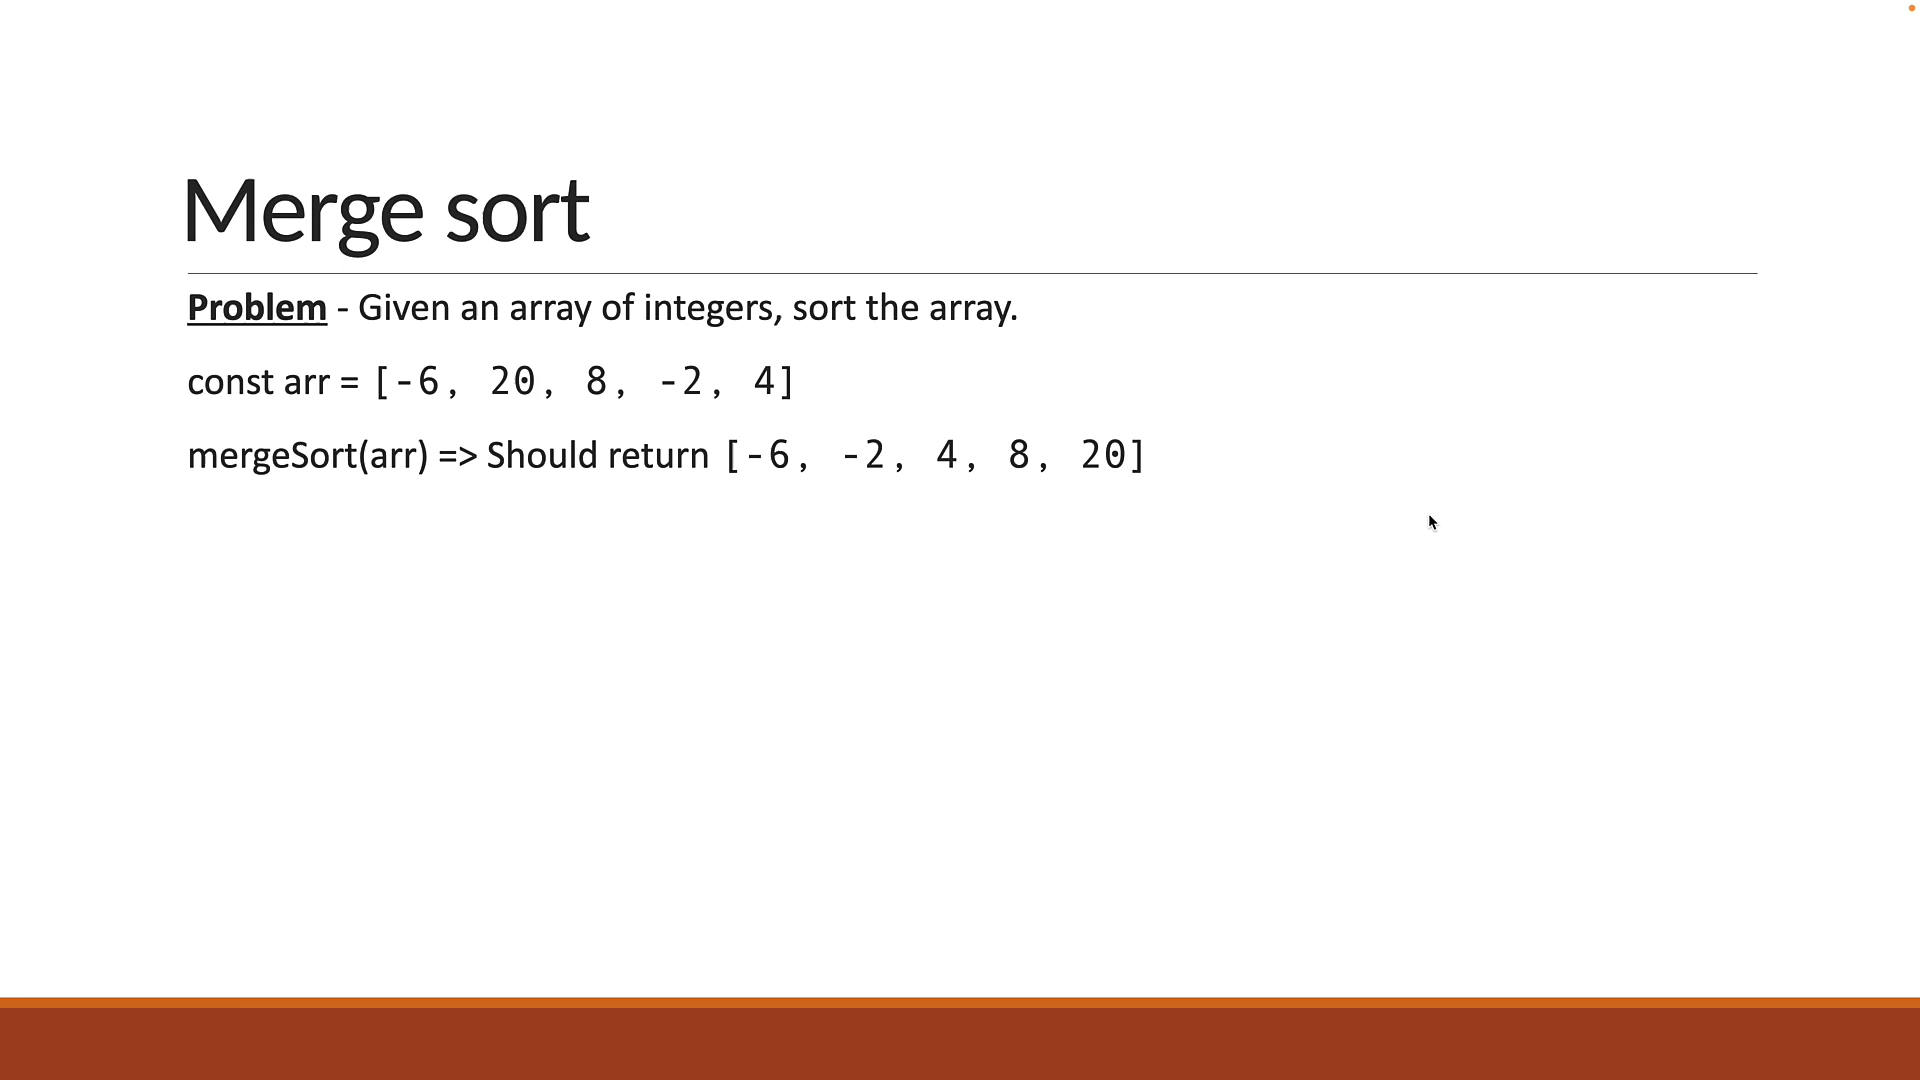 Merge sort
Problem - Given an array of integers, sort the array.
const arr = [-6, 20, 8, -2, 4]
mergeSort(arr) => Should return [-6, -2, 4, 8, 20]